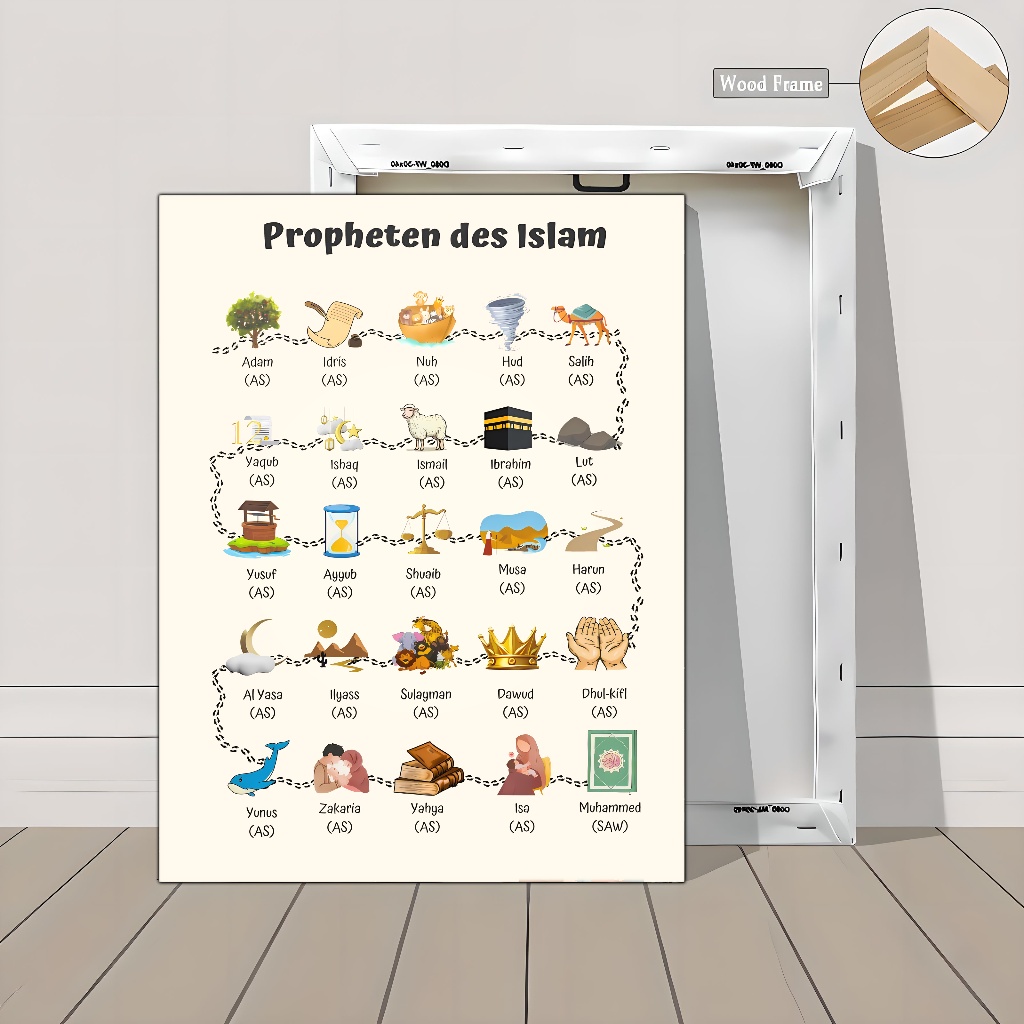 Wood Frame
Propheten des Islam
Adam Idris Nuh Hud Salih
(AS) (AS) (AS) (AS) (AS)
12
Yaqub Ishaq Ismail Ibrahim Lut
(AS) (AS) (AS) (AS) (AS)
Yusuf Ayyub Shuaib Musa Harun
(AS) (AS) (AS) (AS) (AS)
Al Yasa Ilyass Sulayman Dawud Dhul-kifl
(AS) (AS) (AS) (AS) (AS)
Yunus Zakaria Yahya Isa Muhammed
(AS) (AS) (AS) (AS) (SAW)